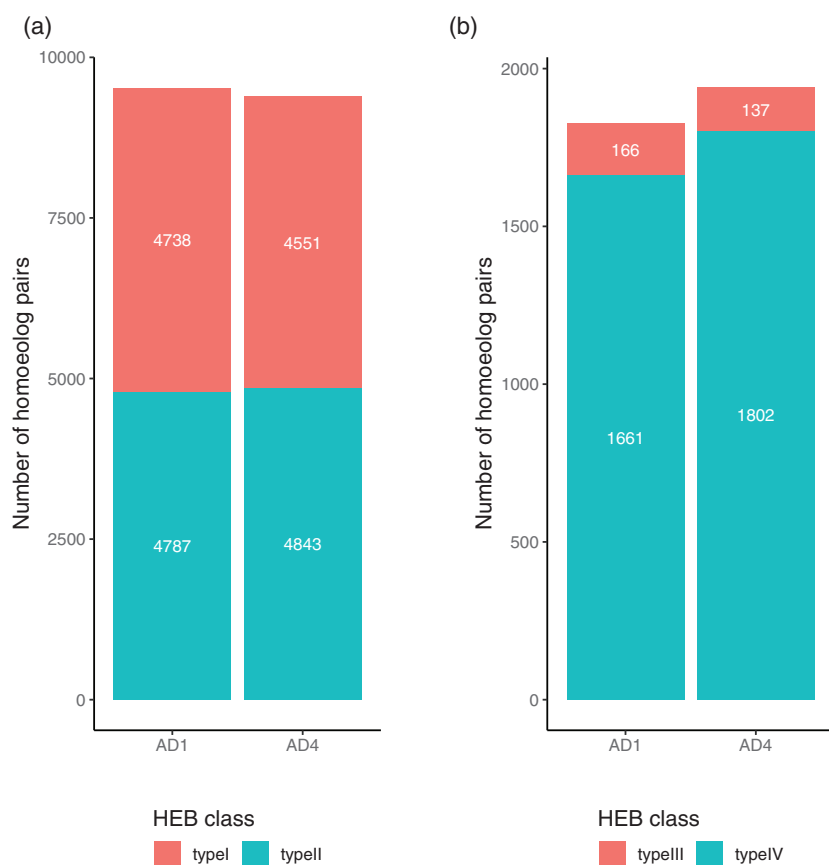 (a)
Number of homoeolog pairs
10000
7500
5000
2500
0
4738
4551
4787
4843
AD1 AD4
HEB class
typeI typeII
(b)
Number of homoeolog pairs
2000
1500
1000
500
0
166
137
1661
1802
AD1 AD4
HEB class
typeIII typeIV